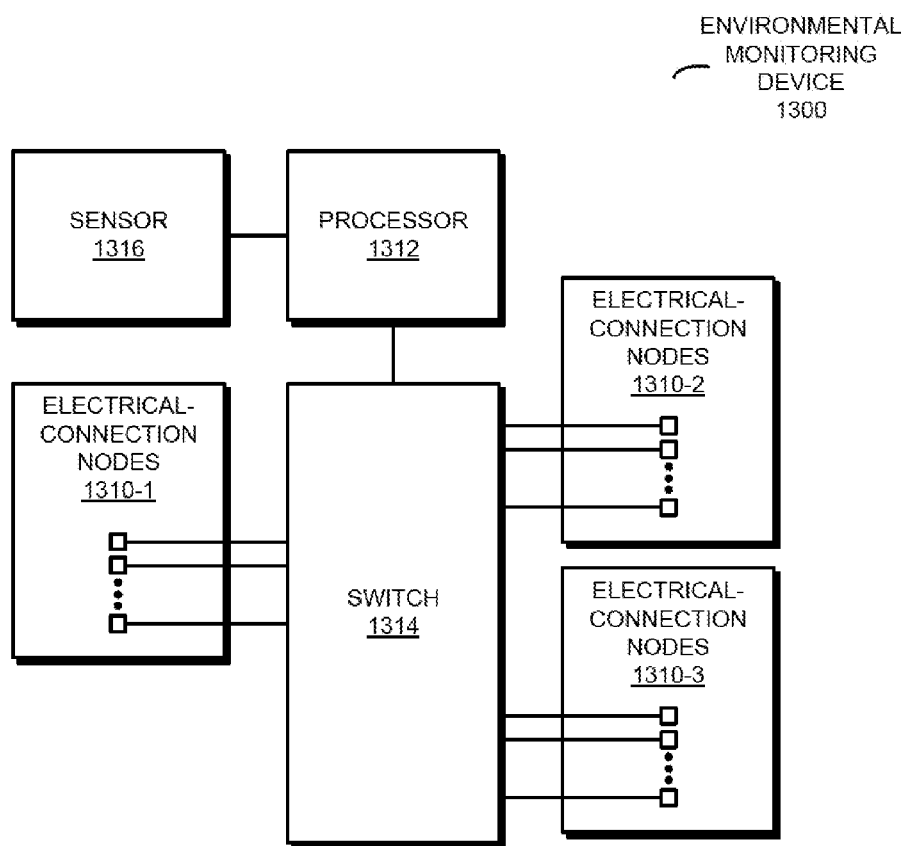 ENVIRONMENTAL
MONITORING
DEVICE
1300
SENSOR
1316
PROCESSOR
1312
ELECTRICAL-
CONNECTION
NODES
1310-2
ELECTRICAL-
CONNECTION
NODES
1310-1
SWITCH
1314
ELECTRICAL-
CONNECTION
NODES
1310-3